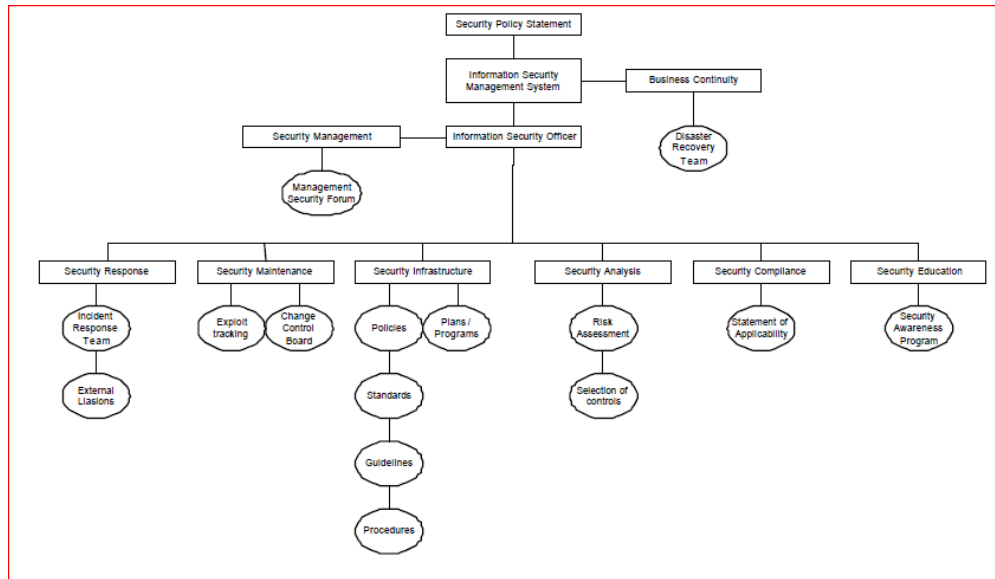 Security Policy Statement
Information Security
Management System
Business Continuity
Security Management
Information Security Officer
Disaster
Recovery
Team
Management
Security Forum
Security Response
Security Maintenance
Security Infrastructure
Security Analysis
Security Compliance
Security Education
Incident
Response
Team
Exploit
tracking
Change
Control
Board
Policies
Plans /
Programs
Risk
Assessment
Statement of
Applicability
Security
Awareness
Program
External
Liasions
Standards
Selection of
controls
Guidelines
Procedures